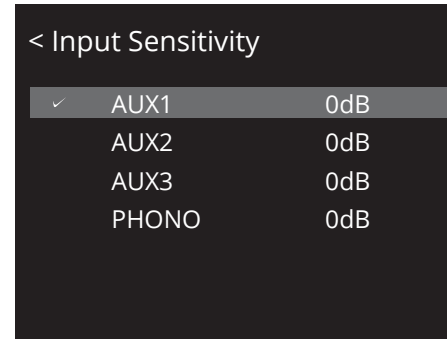 < Input Sensitivity
✓ AUX1 0dB
AUX2 0dB
AUX3 0dB
PHONO 0dB